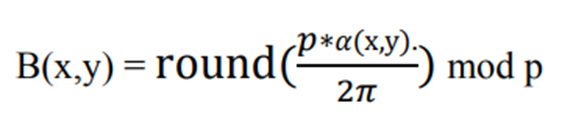 B(x,y) = round(p*α(x,y)./2π) mod p